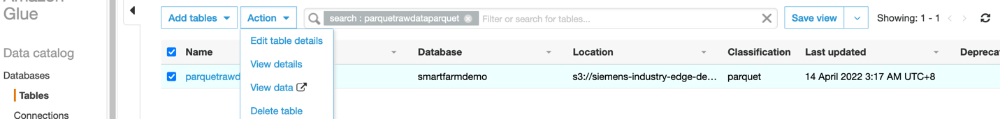 Amazon
Glue
Data catalog
Databases
Tables
Connections
Add tables
Action
search : parquetrawdataparquet
Filter or search for tables...
Save view
Showing: 1 - 1
Edit table details
View details
View data
Delete table
Name
Database
Location
Classification
Last updated
Deprec
parquetrawd
smartfarmdemo
s3://siemens-industry-edge-de...
parquet
14 April 2022 3:17 AM UTC+8